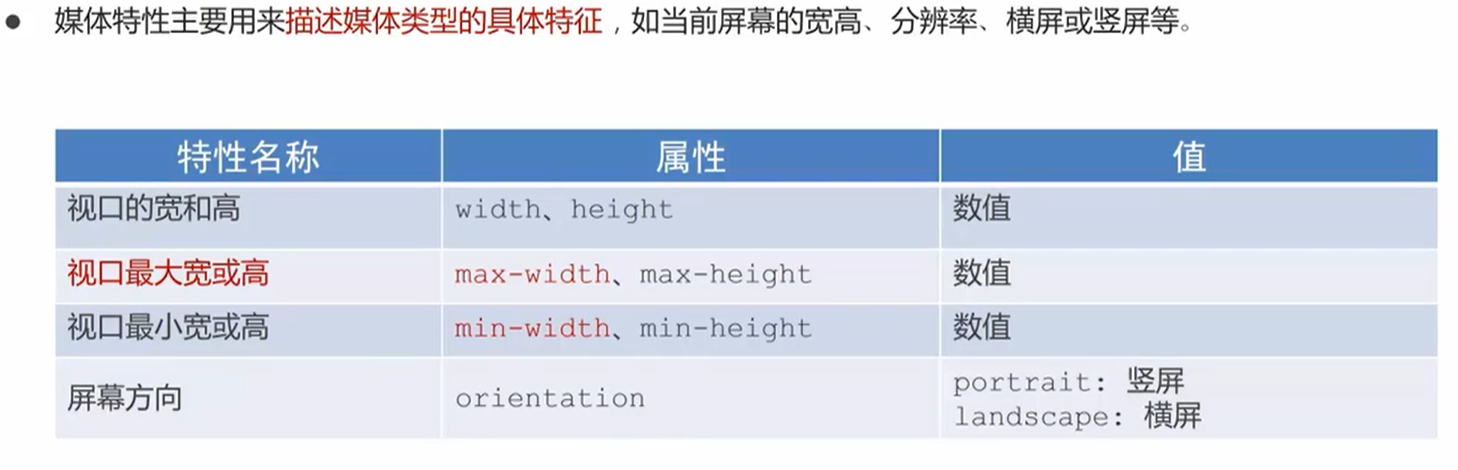 ● 媒体特性主要用来描述媒体类型的具体特征，如当前屏幕的宽高、分辨率、横屏或竖屏等。
特性名称 属性 值
视口的宽和高 width、height 数值
视口最大宽或高 max-width、max-height 数值
视口最小宽或高 min-width、min-height 数值
屏幕方向 orientation portrait: 竖屏
landscape: 横屏